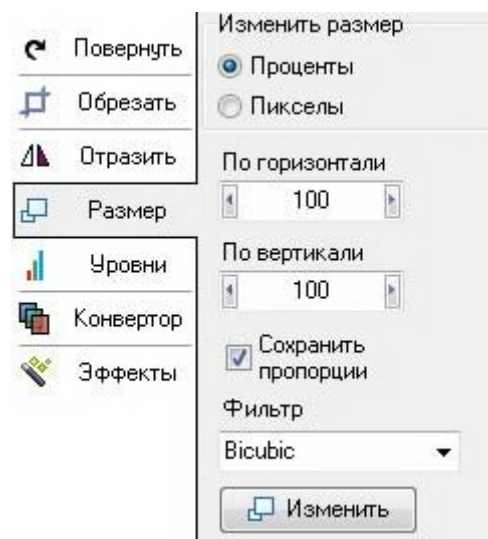 Повернуть
Обрезать
Отразить
Размер
Уровни
Конвертор
Эффекты
Изменить размер
Проценты
Пикселы
По горизонтали
100
По вертикали
100
Сохранить
пропорции
Фильтр
Bicubic
Изменить